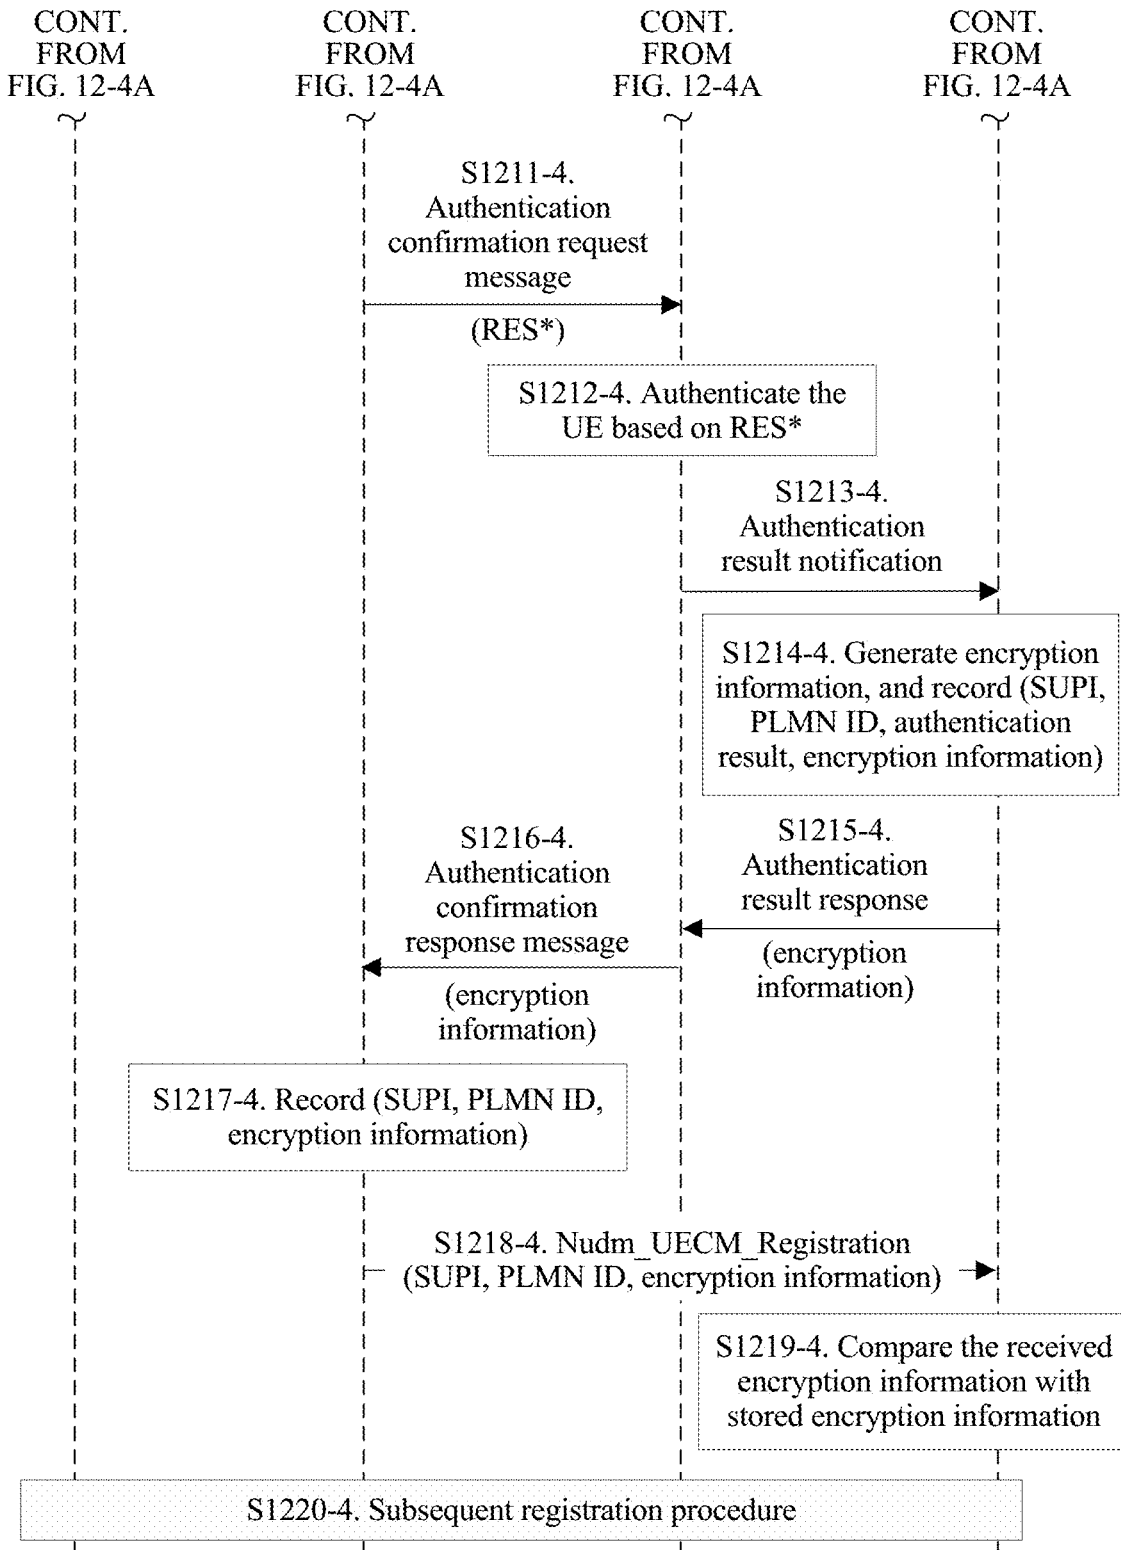 CONT.
FROM
FIG. 12-4A
CONT.
FROM
FIG. 12-4A
CONT.
FROM
FIG. 12-4A
CONT.
FROM
FIG. 12-4A
S1211-4.
Authentication
confirmation request
message
(RES*)
S1212-4. Authenticate the
UE based on RES*
S1213-4.
Authentication
result notification
S1214-4. Generate encryption
information, and record (SUPI,
PLMN ID, authentication
result, encryption information)
S1215-4.
Authentication
result response
(encryption
information)
S1216-4.
Authentication
confirmation
response message
(encryption
information)
S1217-4. Record (SUPI, PLMN ID,
encryption information)
S1218-4. Nudm_UECM_Registration
(SUPI, PLMN ID, encryption information)
S1219-4. Compare the received
encryption information with
stored encryption information
S1220-4. Subsequent registration procedure